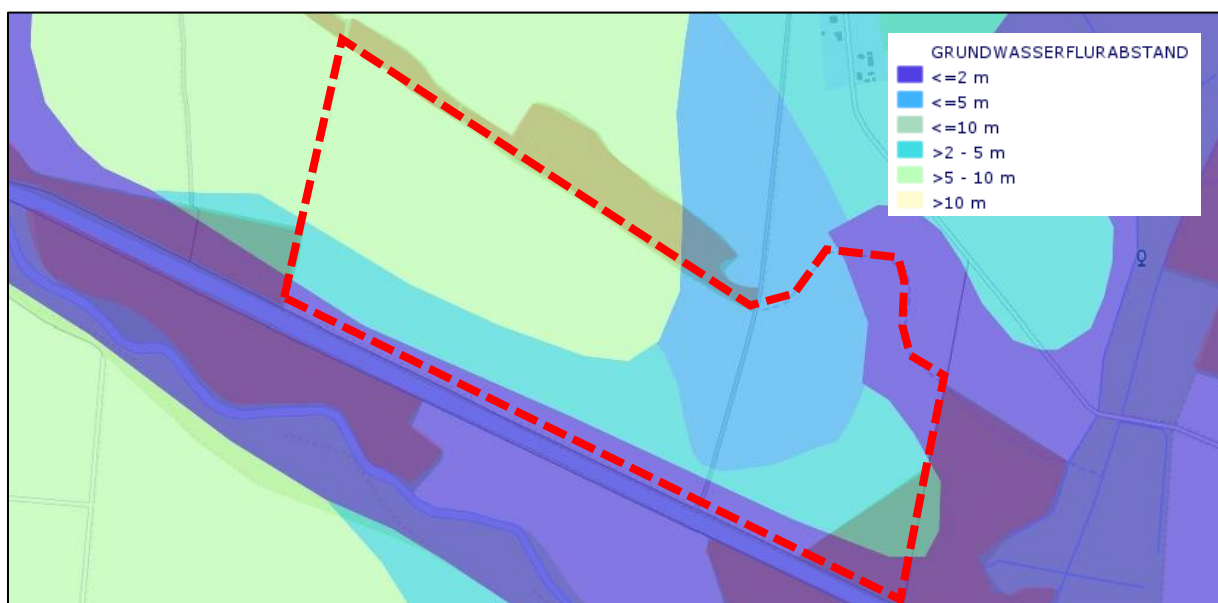 GRUNDWASSERFLURABSTAND
<=2 m
<=5 m
<=10 m
>2 - 5 m
>5 - 10 m
>10 m